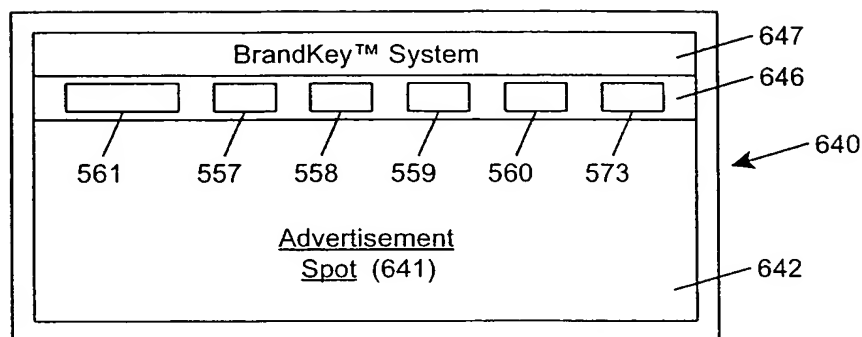 BrandKey™ System
647
646
561 557 558 559 560 573
640
Advertisement
Spot (641)
642